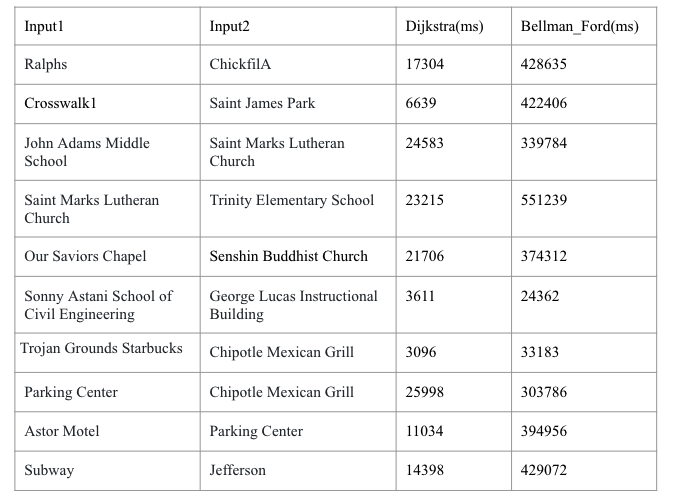 Input1 Input2 Dijkstra(ms) Bellman_Ford(ms)
Ralphs ChickfilA 17304 428635
Crosswalk1 Saint James Park 6639 422406
John Adams Middle Saint Marks Lutheran 24583 339784
School Church
Saint Marks Lutheran Trinity Elementary School 23215 551239
Church
Our Saviors Chapel Senshin Buddhist Church 21706 374312
Sonny Astani School of George Lucas Instructional 3611 24362
Civil Engineering Building
Trojan Grounds Starbucks Chipotle Mexican Grill 3096 33183
Parking Center Chipotle Mexican Grill 25998 303786
Astor Motel Parking Center 11034 394956
Subway Jefferson 14398 429072